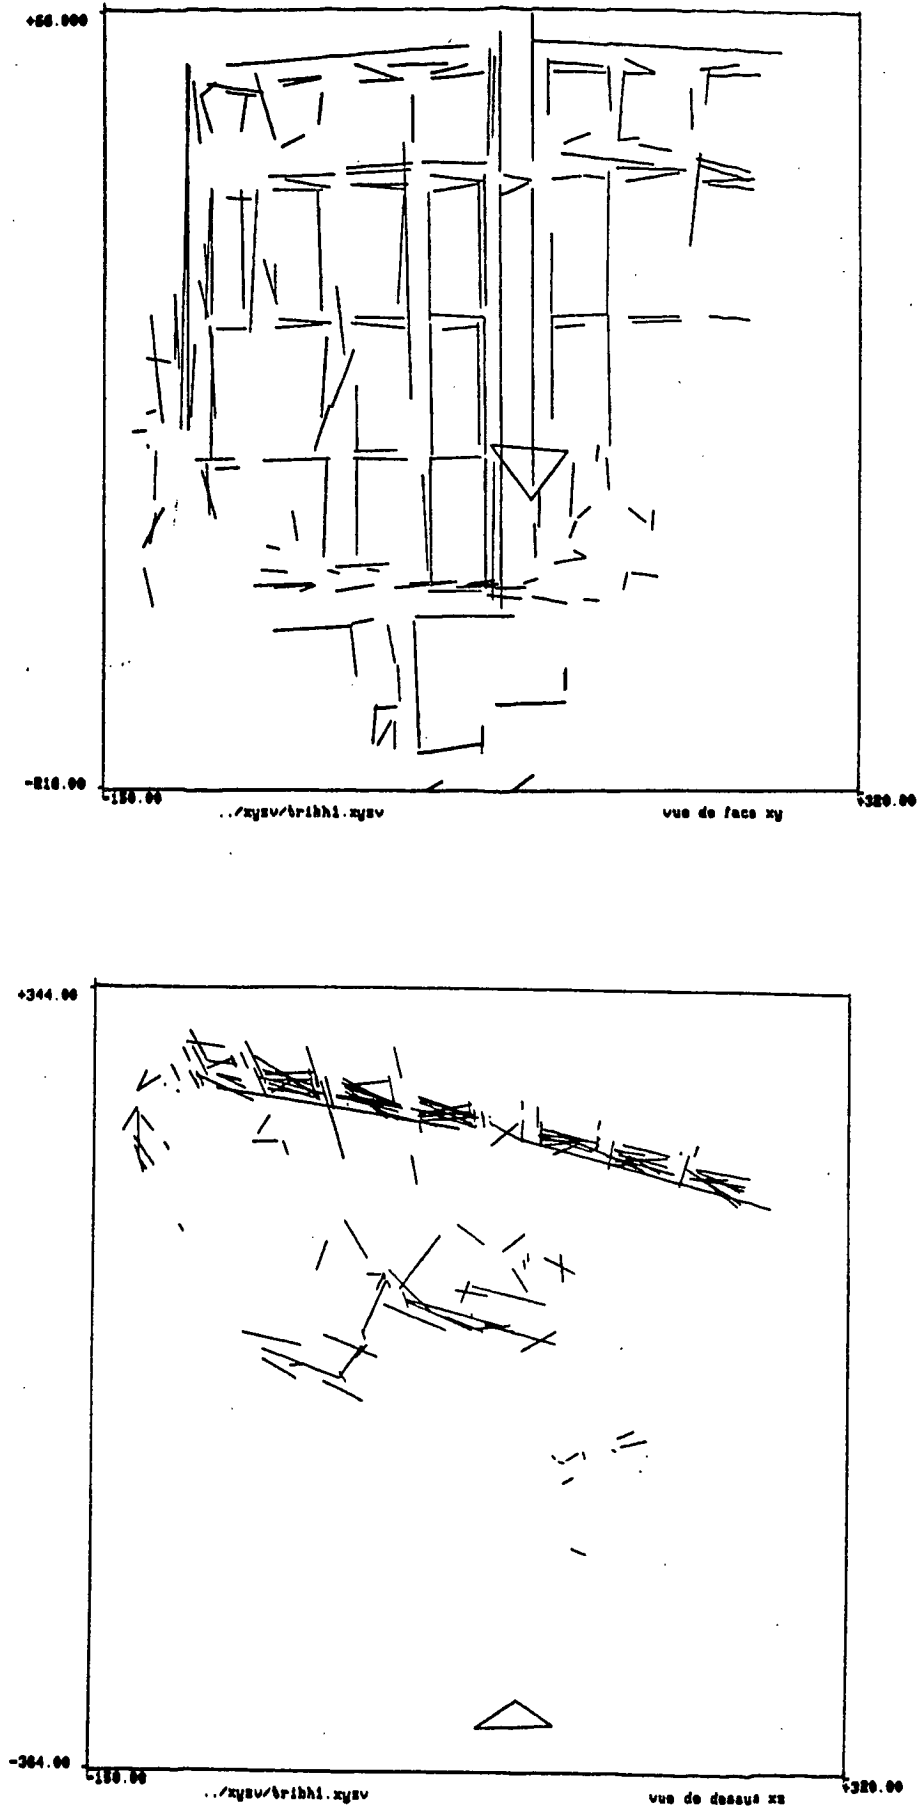 +66.000
-216.00
-150.00
+320.00
../xyzv/tribhi.xyzv
vue de face xy
+344.00
-364.00
-150.00
+320.00
../xyzv/tribhi.xyzv
vue de dessus xz